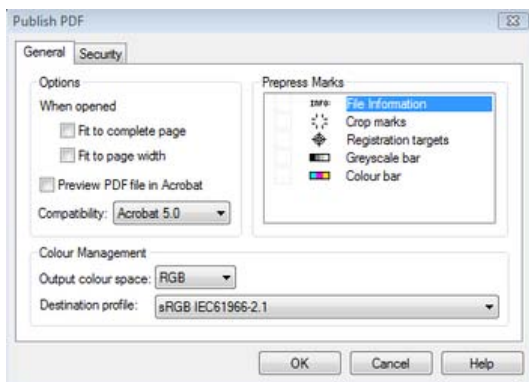 Publish PDF
General Security
Options
When opened
Fit to complete page
Fit to page width
Preview PDF file in Acrobat
Compatibility: Acrobat 5.0
Prepress Marks
INFO: File Information
Crop marks
Registration targets
Greyscale bar
Colour bar
Colour Management
Output colour space: RGB
Destination profile: sRGB IEC61966-2.1
OK Cancel Help